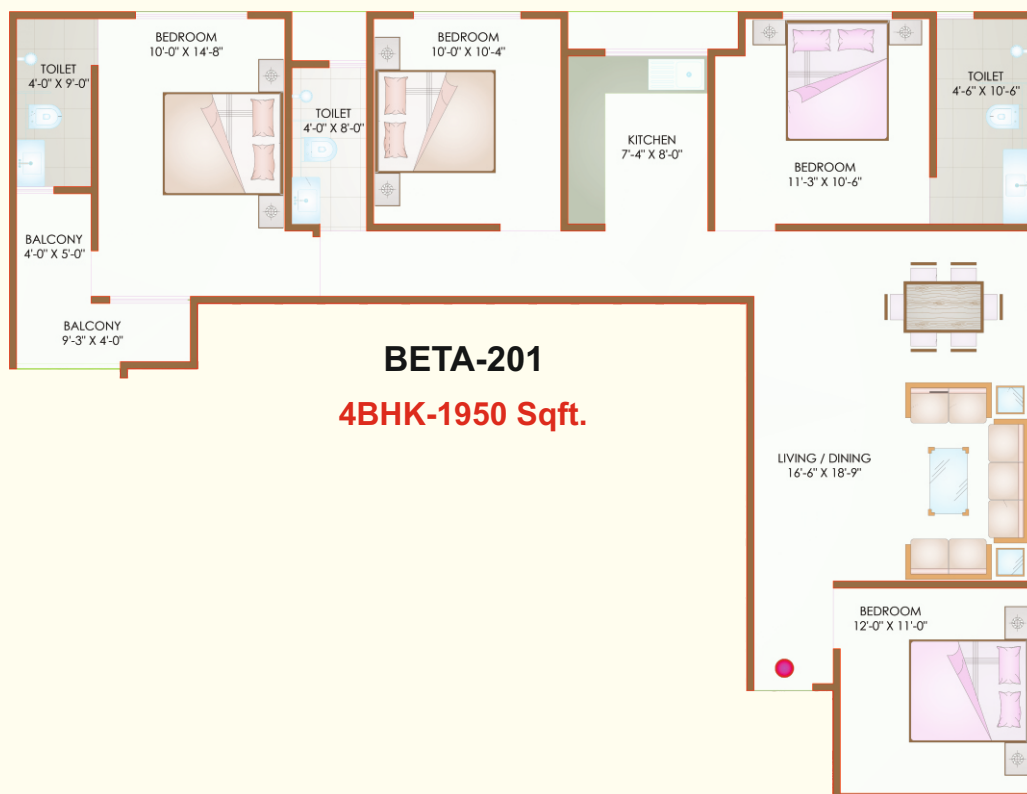 BEDROOM
10'-0" X 14'-8"
BEDROOM
10'-0" X 10'-4"
TOILET
4'-0" X 9'-0"
TOILET
4'-6" X 10'-6"
TOILET
4'-0" X 8'-0"
KITCHEN
7'-4" X 8'-0"
BEDROOM
11'-3" X 10'-6"
BALCONY
4'-0" X 5'-0"
BALCONY
9'-3" X 4'-0"
BETA-201
4BHK-1950 Sqft.
LIVING / DINING
16'-6" X 18'-9"
BEDROOM
12'-0" X 11'-0"